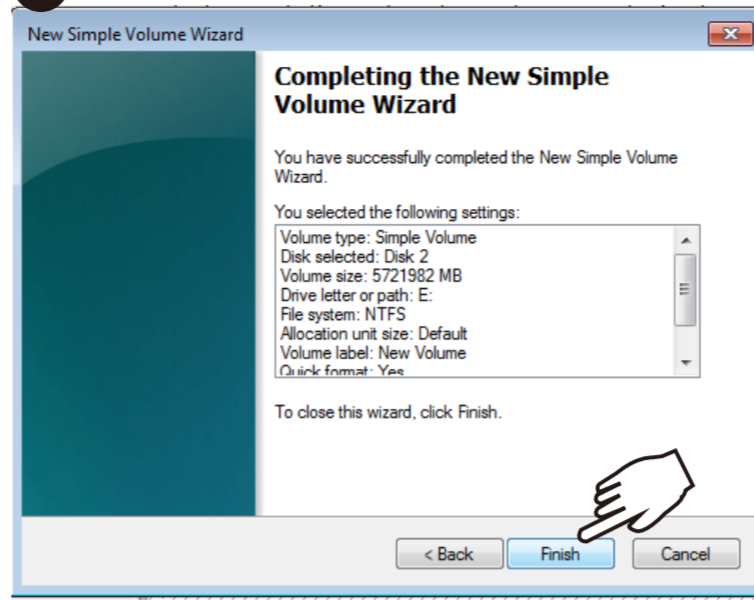 New Simple Volume Wizard
Completing the New Simple
Volume Wizard
You have successfully completed the New Simple Volume
Wizard.
You selected the following settings:
Volume type: Simple Volume
Disk selected: Disk 2
Volume size: 5721982 MB
Drive letter or path: E:
File system: NTFS
Allocation unit size: Default
Volume label: New Volume
Quick format: Yes
To close this wizard, click Finish.
< Back Finish Cancel